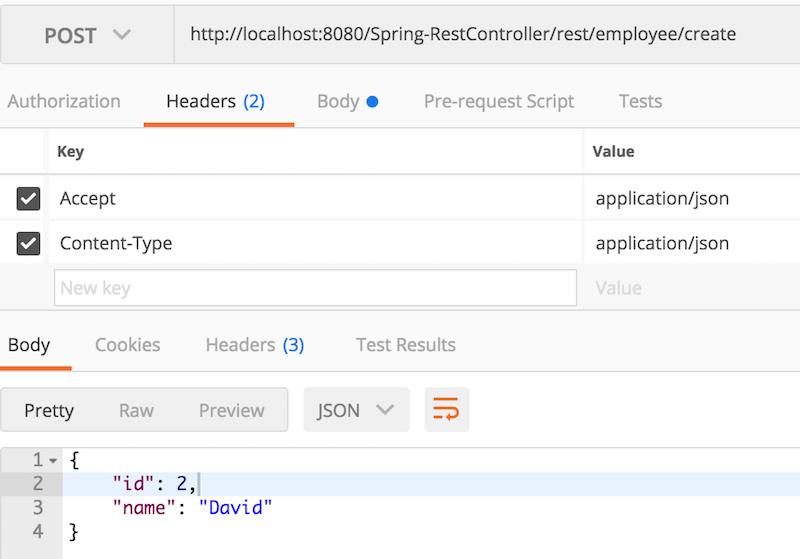 POST http://localhost:8080/Spring-RestController/rest/employee/create
Authorization Headers (2) Body Pre-request Script Tests
Key Value
Accept application/json
Content-Type application/json
New key Value
Body Cookies Headers (3) Test Results
Pretty Raw Preview JSON
1 {
2 "id": 2,
3 "name": "David"
4 }